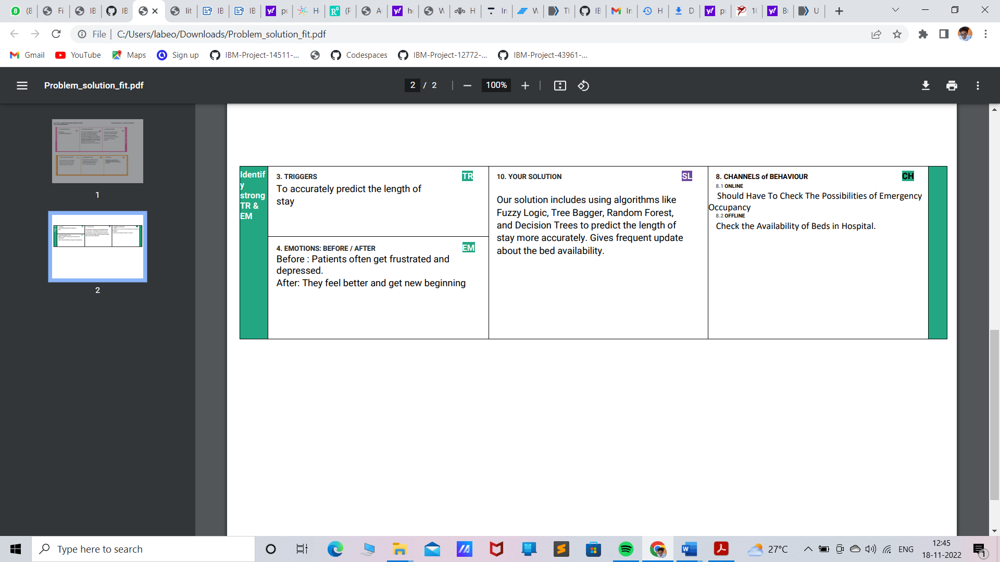 (8
Fi
IB
IB
lit
IB
IB
pu
H
(F
A
he
W
H
In
W
Tl
IB
In
H
D
pr
10
B
U
File
C:/Users/labeo/Downloads/Problem_solution_fit.pdf
Gmail
YouTube
Maps
Sign up
IBM-Project-14511-...
Codespaces
IBM-Project-12772-...
IBM-Project-43961-...
Problem_solution_fit.pdf
2 / 2
100%
1
2
Identif
y
strong
TR &
EM
3. TRIGGERS TR
To accurately predict the length of
stay
4. EMOTIONS: BEFORE / AFTER EM
Before : Patients often get frustrated and
depressed.
After: They feel better and get new beginning
10. YOUR SOLUTION SL
Our solution includes using algorithms like
Fuzzy Logic, Tree Bagger, Random Forest,
and Decision Trees to predict the length of
stay more accurately. Gives frequent update
about the bed availability.
8. CHANNELS of BEHAVIOUR CH
8.1 ONLINE
Should Have To Check The Possibilities of Emergency
Occupancy
8.2 OFFLINE
Check the Availability of Beds in Hospital.
Type here to search
27°C
ENG
12:45
18-11-2022
1